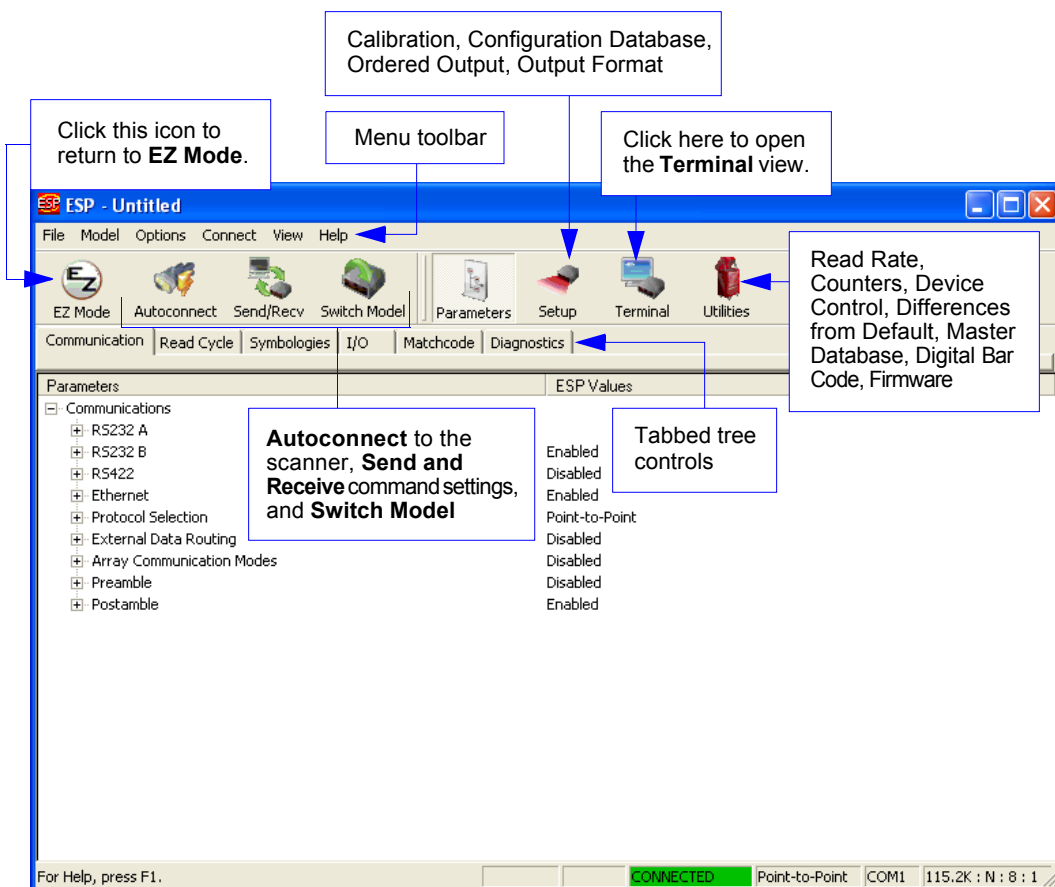 Calibration, Configuration Database,
Ordered Output, Output Format
Click this icon to
return to EZ Mode.
Menu toolbar
Click here to open
the Terminal view.
ESP - Untitled
File Model Options Connect View Help
Read Rate,
Counters, Device
Control, Differences
from Default, Master
Database, Digital Bar
Code, Firmware
EZ
EZ Mode Autoconnect Send/Recv Switch Model Parameters Setup Terminal Utilities
Communication Read Cycle Symbologies I/O Matchcode Diagnostics
Parameters ESP Values
Communications
RS232 A
RS232 B Enabled
RS422 Disabled
Ethernet Enabled
Protocol Selection Point-to-Point
External Data Routing Disabled
Array Communication Modes Disabled
Preamble Disabled
Postamble Enabled
Autoconnect to the
scanner, Send and
Receive command settings,
and Switch Model
Tabbed tree
controls
For Help, press F1. CONNECTED Point-to-Point COM1 115.2K : N : 8 : 1